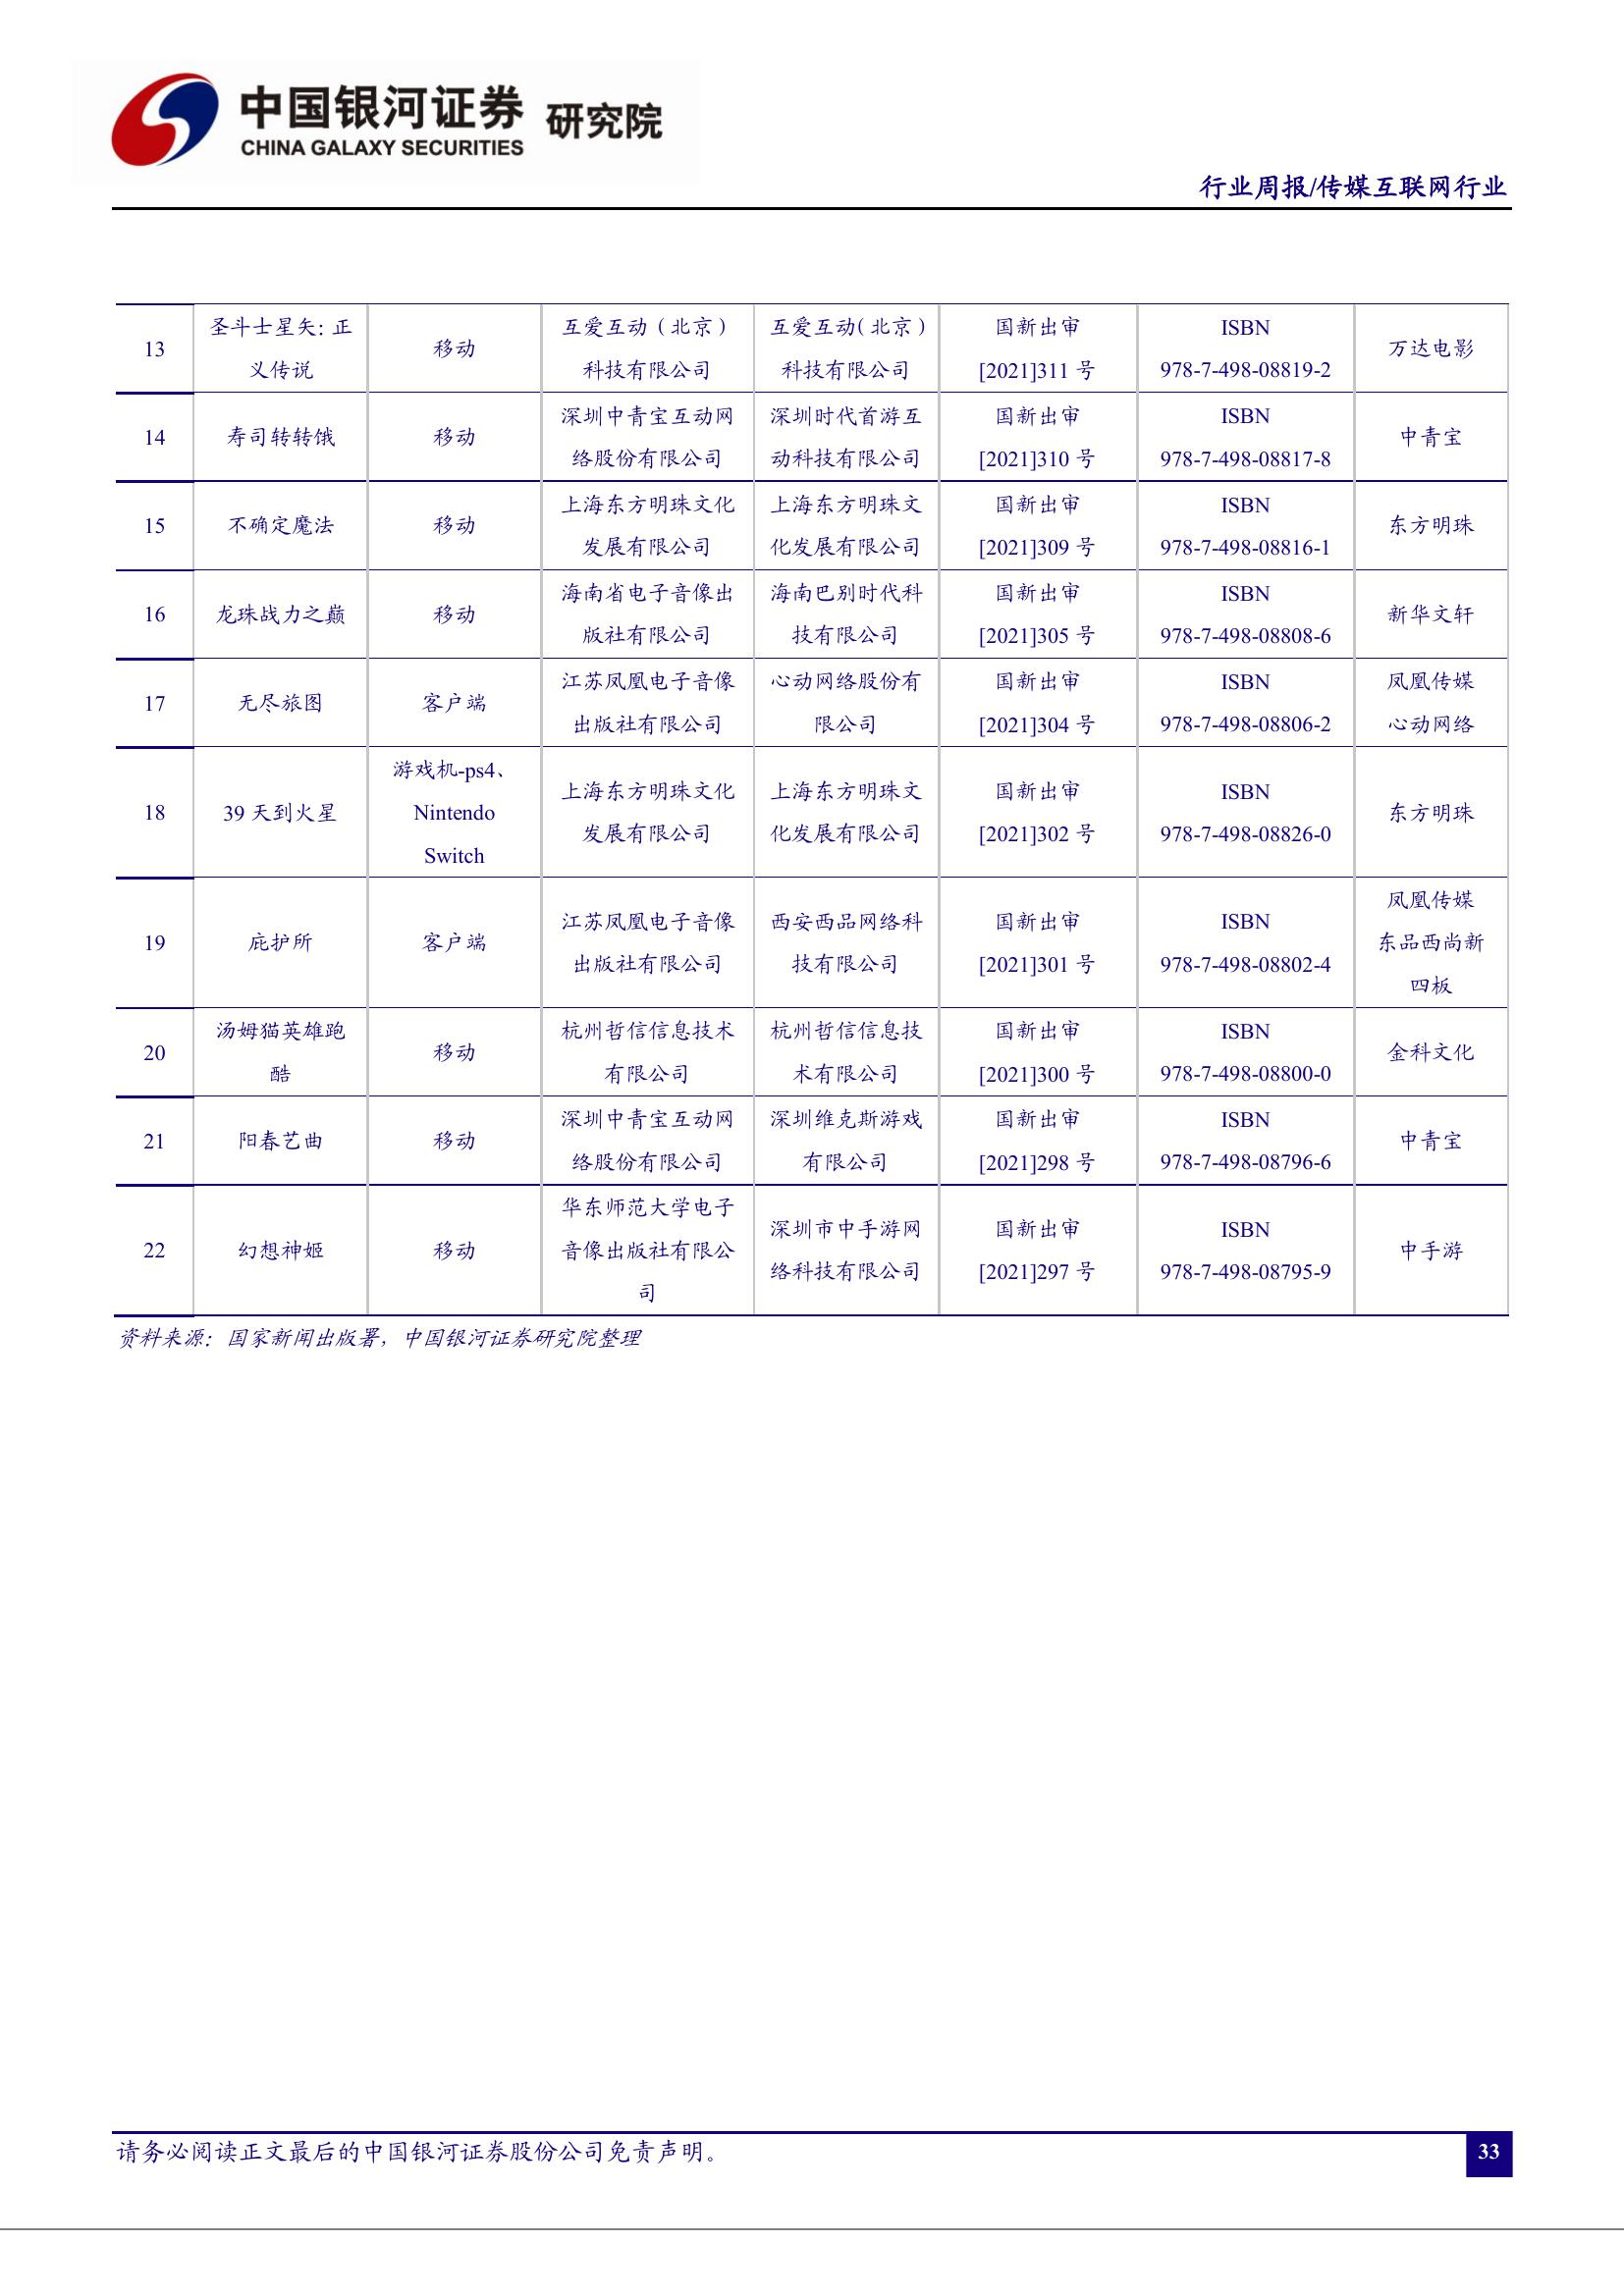 中国银河证券 研究院
CHINA GALAXY SECURITIES
行业周报/传媒互联网行业
13
圣斗士星矢: 正
义传说
移动
互爱互动（北京）
科技有限公司
互爱互动(北京)
科技有限公司
国新出审
[2021]311 号
ISBN
978-7-498-08819-2
万达电影
14
寿司转转饿
移动
深圳中青宝互动网
络股份有限公司
深圳时代首游互
动科技有限公司
国新出审
[2021]310 号
ISBN
978-7-498-08817-8
中青宝
15
不确定魔法
移动
上海东方明珠文化
发展有限公司
上海东方明珠文
化发展有限公司
国新出审
[2021]309 号
ISBN
978-7-498-08816-1
东方明珠
16
龙珠战力之巅
移动
海南省电子音像出
版社有限公司
海南巴别时代科
技有限公司
国新出审
[2021]305 号
ISBN
978-7-498-08808-6
新华文轩
17
无尽旅图
客户端
江苏凤凰电子音像
出版社有限公司
心动网络股份有
限公司
国新出审
[2021]304 号
ISBN
978-7-498-08806-2
凤凰传媒
心动网络
18
39 天到火星
游戏机-ps4、
Nintendo
Switch
上海东方明珠文化
发展有限公司
上海东方明珠文
化发展有限公司
国新出审
[2021]302 号
ISBN
978-7-498-08826-0
东方明珠
19
庇护所
客户端
江苏凤凰电子音像
出版社有限公司
西安西品网络科
技有限公司
国新出审
[2021]301 号
ISBN
978-7-498-08802-4
凤凰传媒
东品西尚新
四板
20
汤姆猫英雄跑
酷
移动
杭州哲信信息技术
有限公司
杭州哲信信息技
术有限公司
国新出审
[2021]300 号
ISBN
978-7-498-08800-0
金科文化
21
阳春艺曲
移动
深圳中青宝互动网
络股份有限公司
深圳维克斯游戏
有限公司
国新出审
[2021]298 号
ISBN
978-7-498-08796-6
中青宝
22
幻想神姬
移动
华东师范大学电子
音像出版社有限公
司
深圳市中手游网
络科技有限公司
国新出审
[2021]297 号
ISBN
978-7-498-08795-9
中手游
资料来源：国家新闻出版署，中国银河证券研究院整理
请务必阅读正文最后的中国银河证券股份公司免责声明。
33